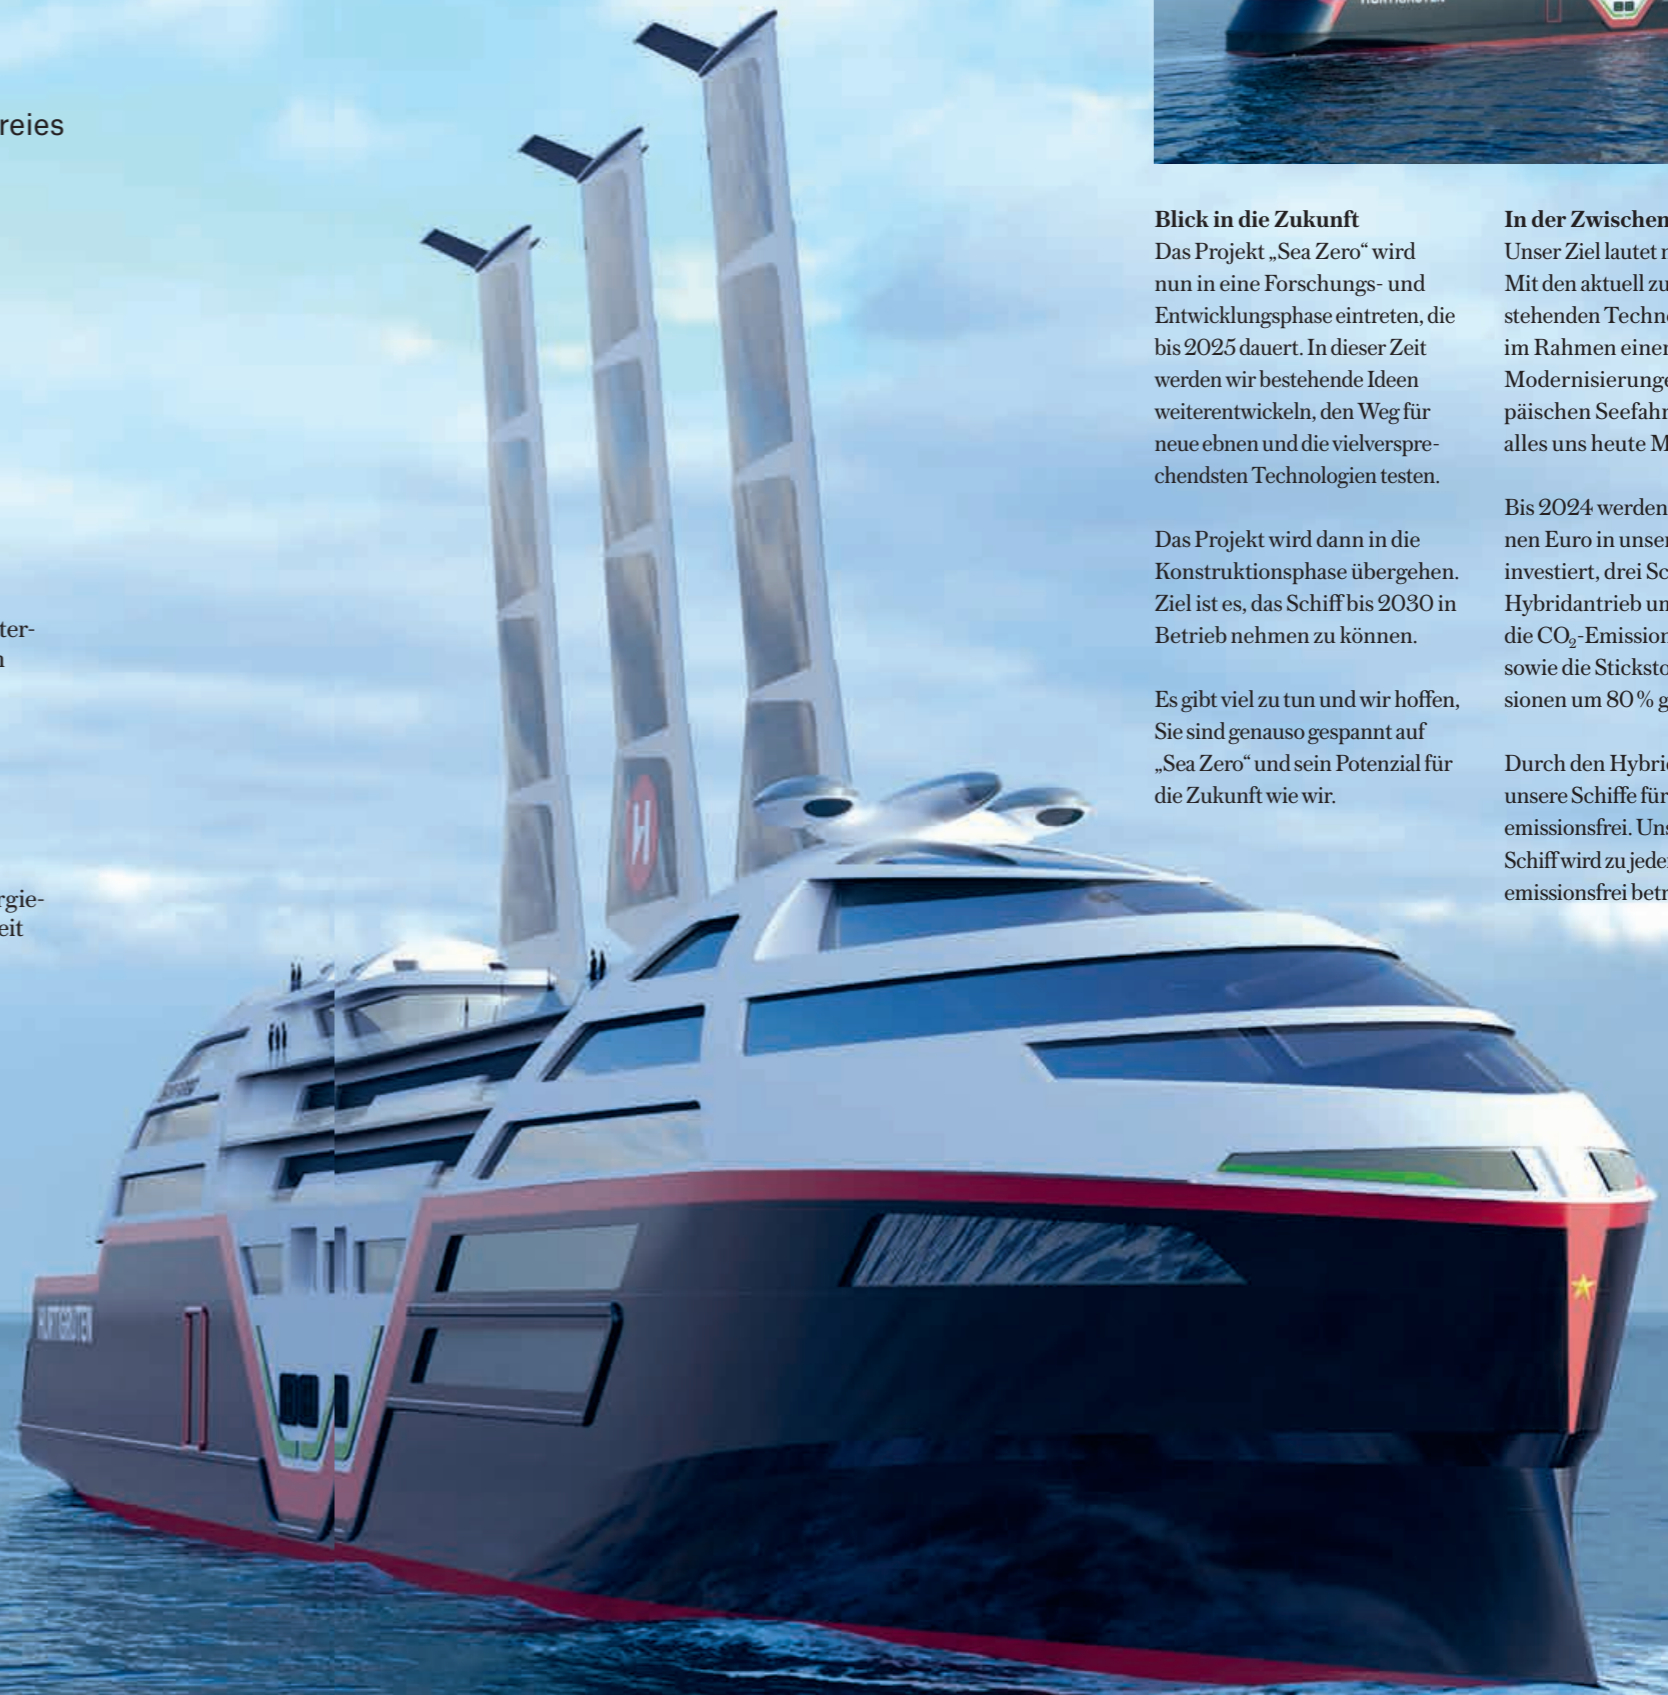 reies
ter-
rgie-
eit
Blick in die Zukunft
Das Projekt „Sea Zero“ wird
nun in eine Forschungs- und
Entwicklungsphase eintreten, die
bis 2025 dauert. In dieser Zeit
werden wir bestehende Ideen
weiterentwickeln, den Weg für
neue ebnen und die vielverspre-
chendsten Technologien testen.
Das Projekt wird dann in die
Konstruktionsphase übergehen.
Ziel ist es, das Schiff bis 2030 in
Betrieb nehmen zu können.
Es gibt viel zu tun und wir hoffen,
Sie sind genauso gespannt auf
„Sea Zero“ und sein Potenzial für
die Zukunft wie wir.
In der Zwischen
Unser Ziel lautet
Mit den aktuell zu
stehenden Techn
im Rahmen einer
Modernisierung
päischen Seefahr
alles uns heute M
Bis 2024 werden
nen Euro in unser
investiert, drei Sc
Hybridantrieb un
die CO₂-Emission
sowie die Sticksto
sionen um 80 % g
Durch den Hybri
unsere Schiffe für
emissionsfrei. Uns
Schiff wird zu jede
emissionsfrei betr
HURTIGRUTEN